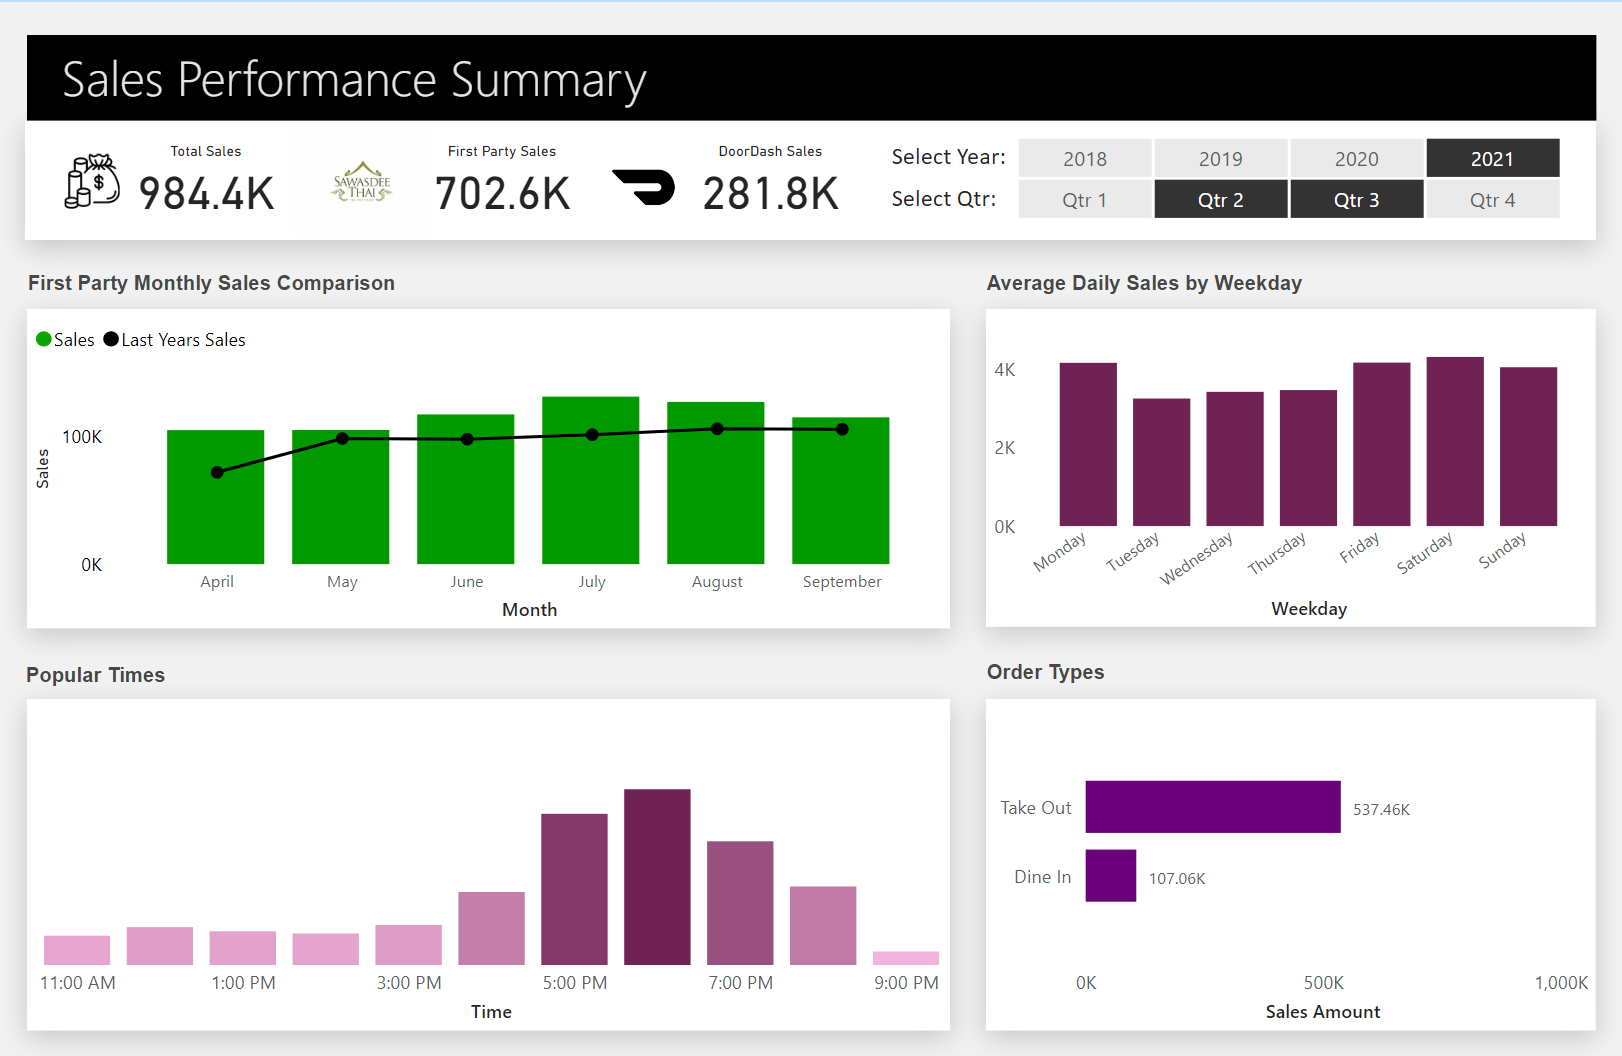 Sales Performance Summary
Total Sales
984.4K
SAWASDEE
THAI
First Party Sales
702.6K
DoorDash Sales
281.8K
Select Year:
2018
2019
2020
2021
Select Qtr:
Qtr 1
Qtr 2
Qtr 3
Qtr 4
First Party Monthly Sales Comparison
Sales
Last Years Sales
Sales
100K
0K
April
May
June
July
August
September
Month
Average Daily Sales by Weekday
4K
2K
0K
Monday
Tuesday
Wednesday
Thursday
Friday
Saturday
Sunday
Weekday
Popular Times
11:00 AM
1:00 PM
3:00 PM
5:00 PM
7:00 PM
9:00 PM
Time
Order Types
Take Out
537.46K
Dine In
107.06K
0K
500K
1,000K
Sales Amount